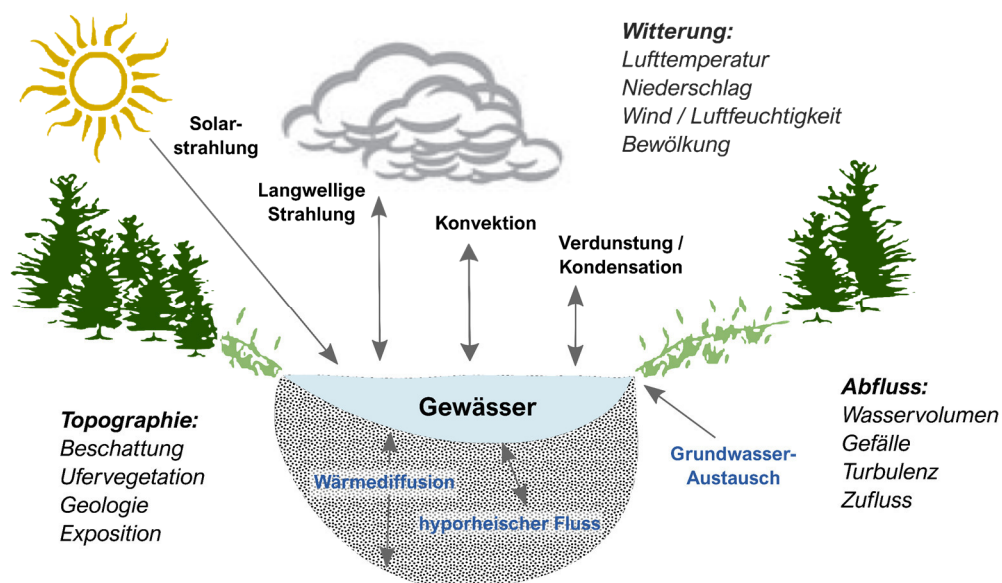 Witterung:
Lufttemperatur
Niederschlag
Wind / Luftfeuchtigkeit
Bewölkung
Solar-
strahlung
Langwellige
Strahlung
Konvektion
Verdunstung /
Kondensation
Gewässer
Topographie:
Beschattung
Ufervegetation
Geologie
Exposition
Wärmediffusion
hyporheischer Fluss
Grundwasser-
Austausch
Abfluss:
Wasservolumen
Gefälle
Turbulenz
Zufluss